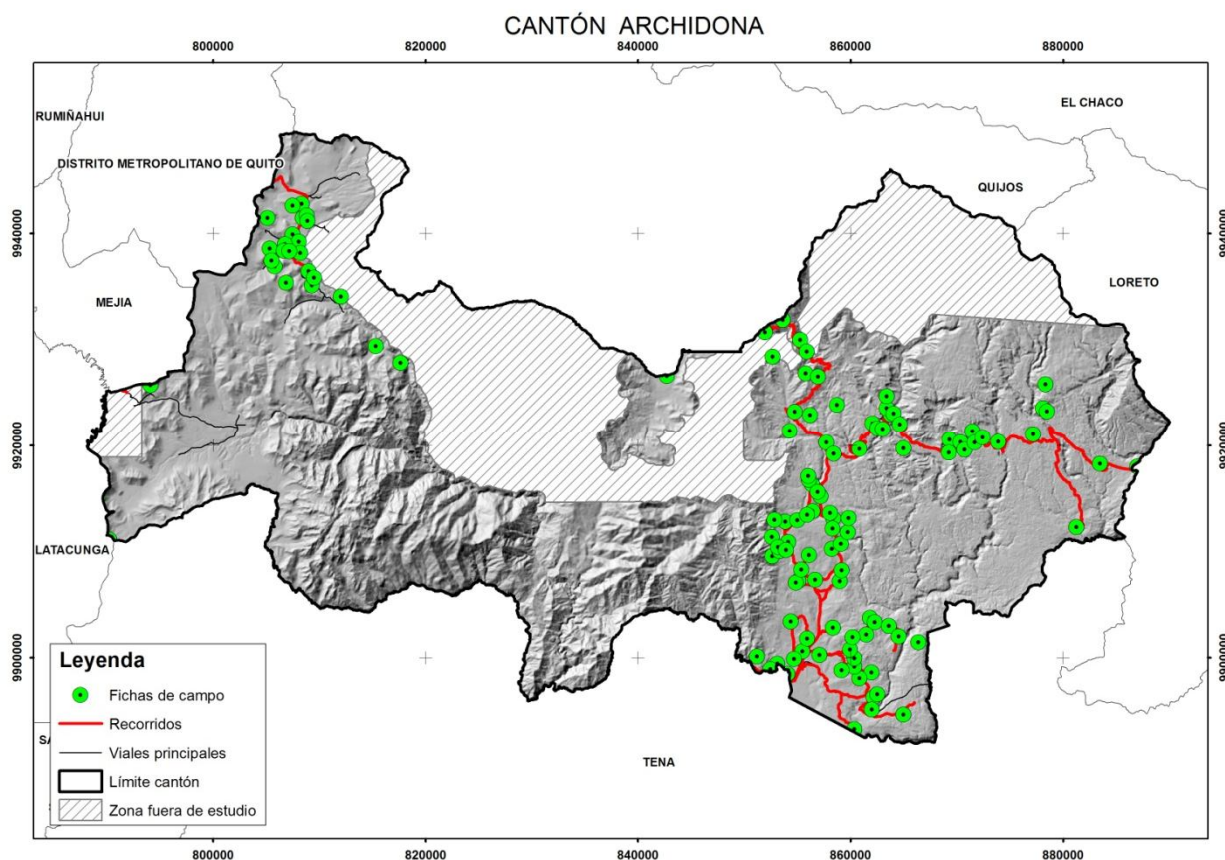 CANTÓN ARCHIDONA
800000 820000 840000 860000 880000
RUMIÑAHUI
EL CHACO
DISTRITO METROPOLITANO DE QUITO
QUIJOS
9940000 9940000
MEJIA
LORETO
9920000 9920000
LATACUNGA
9900000 9900000
Leyenda
Fichas de campo
Recorridos
Viales principales
Límite cantón
Zona fuera de estudio
TENA
800000 820000 840000 860000 880000